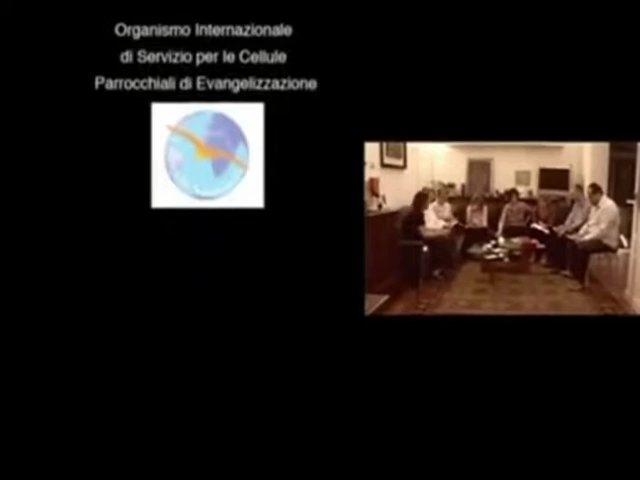 Organismo Internazionale
di Servizio per le Cellule
Parrocchiali di Evangelizzazione